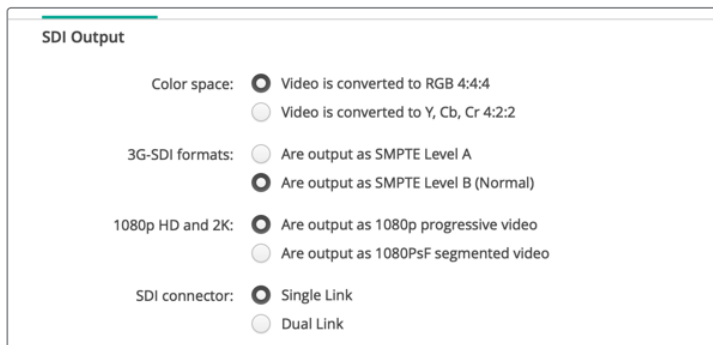 SDI Output
Color space: Video is converted to RGB 4:4:4
Video is converted to Y, Cb, Cr 4:2:2
3G-SDI formats: Are output as SMPTE Level A
Are output as SMPTE Level B (Normal)
1080p HD and 2K: Are output as 1080p progressive video
Are output as 1080PsF segmented video
SDI connector: Single Link
Dual Link